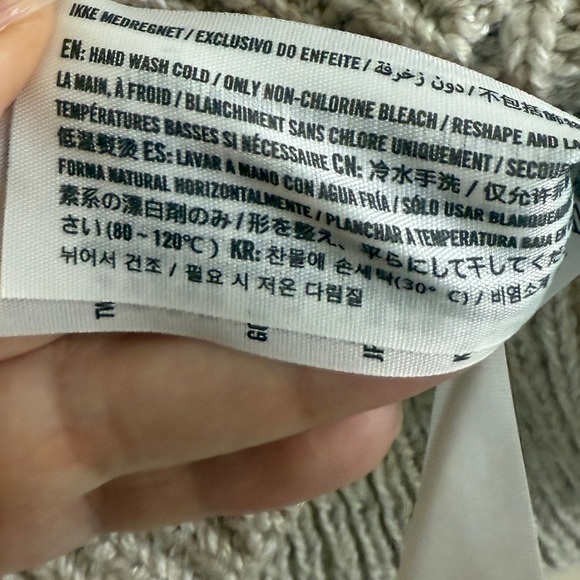 IKKE MEDREGNET / EXCLUSIVO DO ENFEITE / دون زخرفة / 不包括
EN: HAND WASH COLD / ONLY NON-CHLORINE BLEACH / RESHAPE AND LA
LA MAIN, À FROID / BLANCHIMENT SANS CHLORE UNIQUEMENT / SECOU
TEMPÉRATURES BASSES SI NÉCESSAIRE CN: 冷水手洗 / 仅允许
低温熨烫 ES: LAVAR A MANO CON AGUA FRÍA / SÓLO USAR BLANQUE
FORMA NATURAL HORIZONTALMENTE / PLANCHAR A TEMPERATURA BAJA
素系の漂白剤のみ / 形を整え、平らにして干してくだ
さい (80~120℃) KR: 찬물에 손세탁(30° C) / 비염소
뉘어서 건조 / 필요 시 저온 다림질